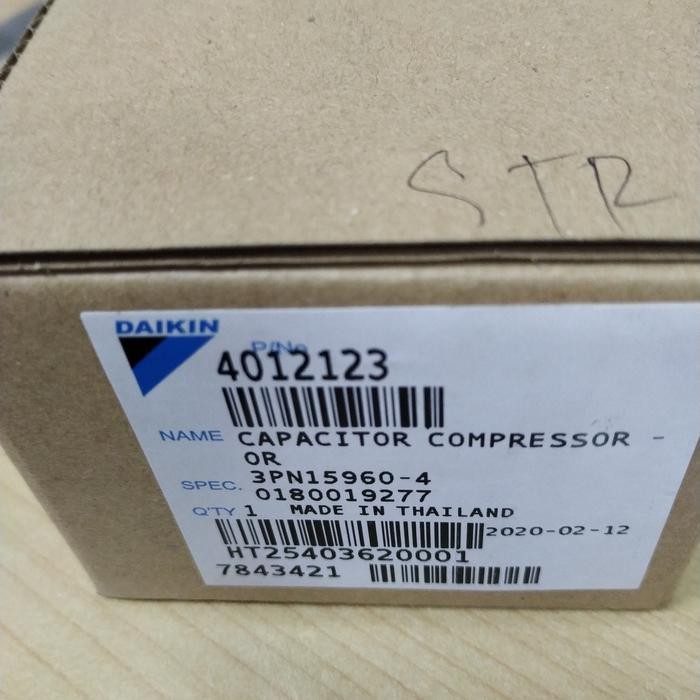 STR
DAIKIN
P/No.
4012123
NAME CAPACITOR COMPRESSOR -
OR
SPEC. 3PN15960-4
0180019277
Q'TY 1 MADE IN THAILAND
2020-02-12
HT25403620001
7843421